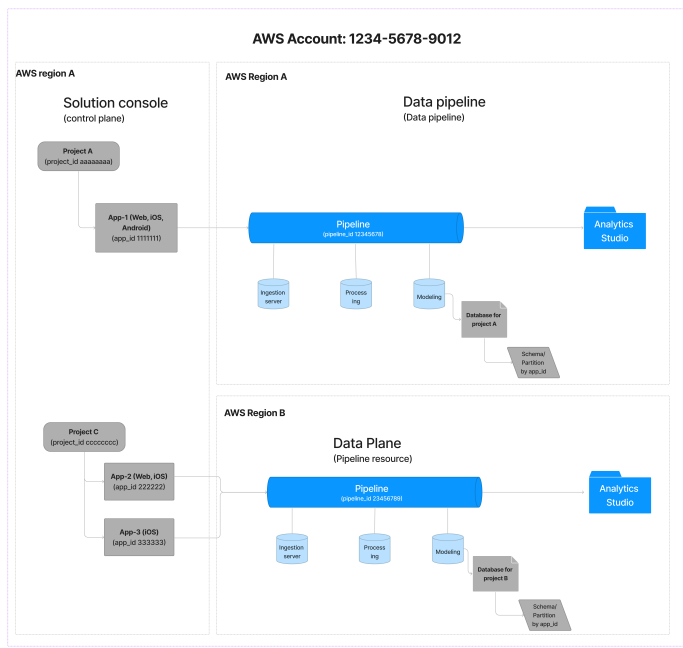 AWS Account: 1234-5678-9012
AWS region A
Solution console
(control plane)
Project A
(project_id aaaaaaaa)
App-1 (Web, iOS,
Android)
(app_id 1111111)
Project C
(project_id cccccccc)
App-2 (Web, iOS)
(app_id 222222)
App-3 (iOS)
(app_id 333333)
AWS Region A
Data pipeline
(Data pipeline)
Pipeline
(pipeline_id 12345678)
Analytics
Studio
Ingestion
server
Process
ing
Modeling
Database for
project A
Schema/
Partition
by app_id
AWS Region B
Data Plane
(Pipeline resource)
Pipeline
(pipeline_id 23456789)
Analytics
Studio
Ingestion
server
Process
ing
Modeling
Database for
project B
Schema/
Partition
by app_id